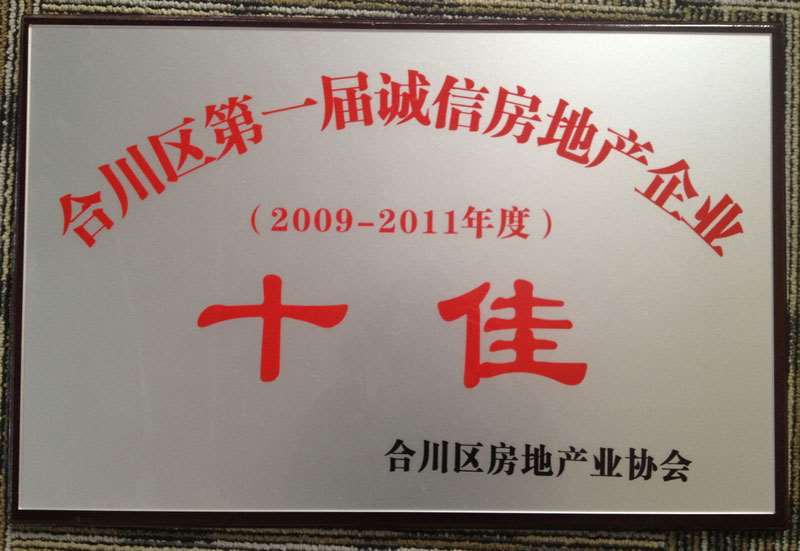 合川区第一届诚信房地产企业
（2009-2011年度）
十佳
合川区房地产业协会